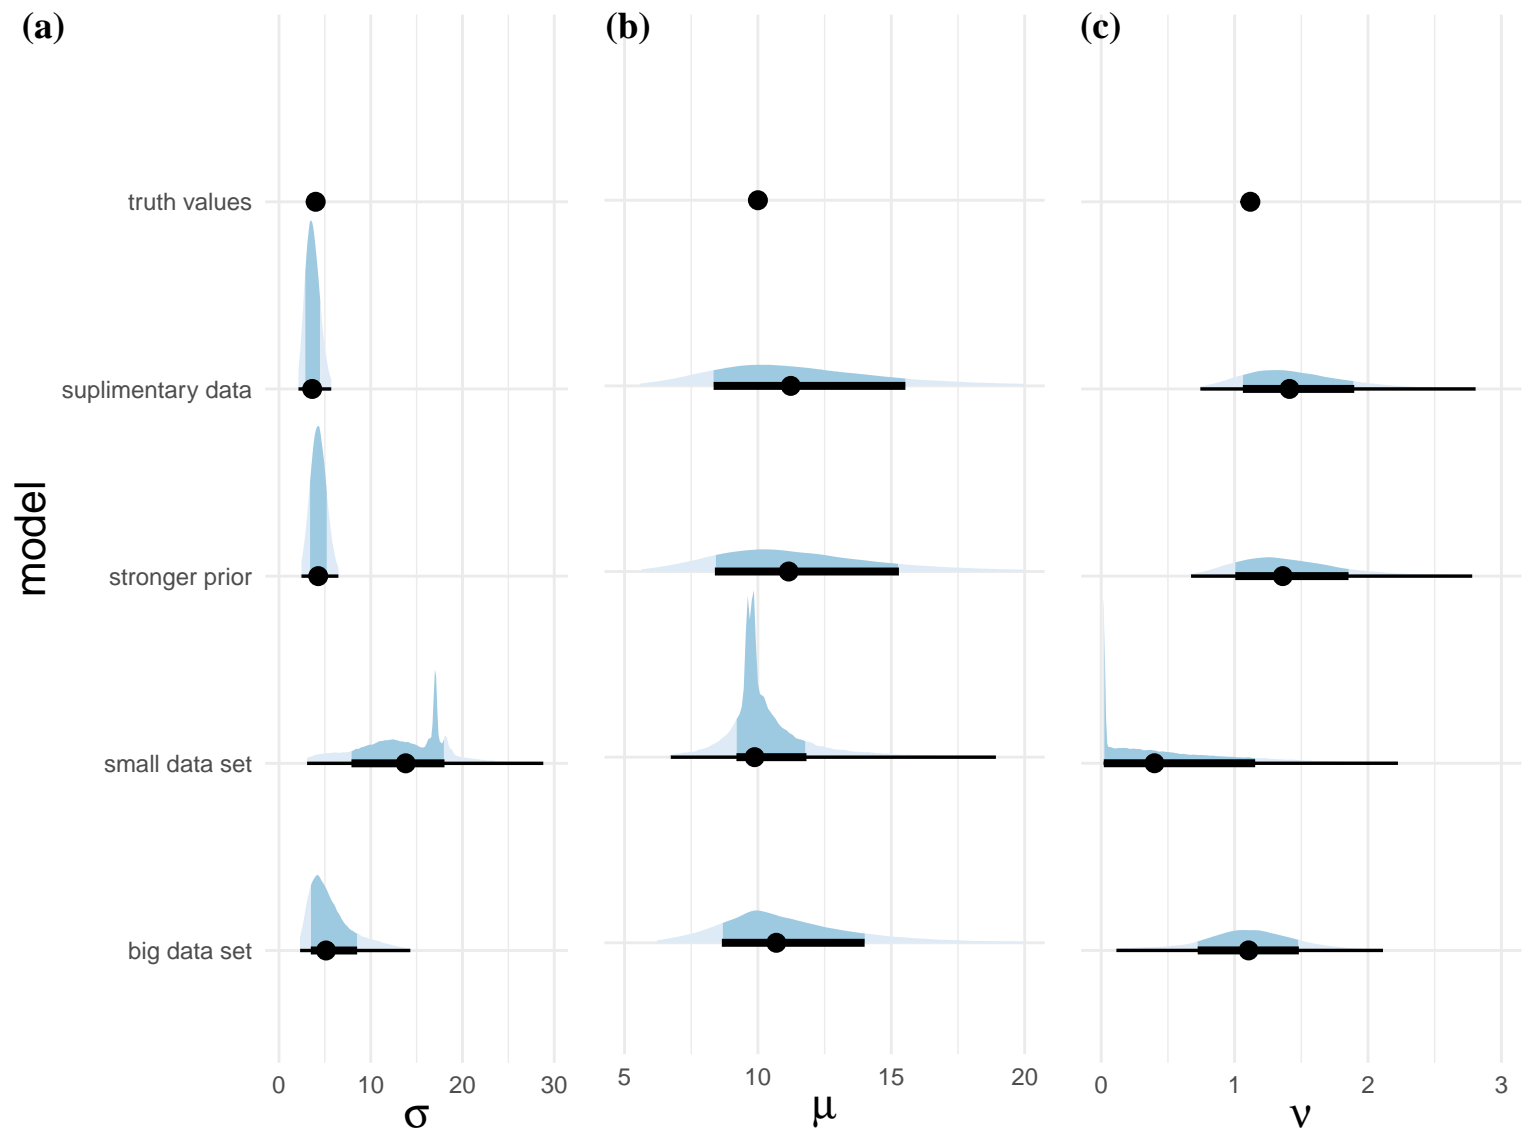 (a) (b) (c)
model
truth values
suplimentary data
stronger prior
small data set
big data set
0 10 20 30
σ
5 10 15 20
μ
0 1 2 3
ν